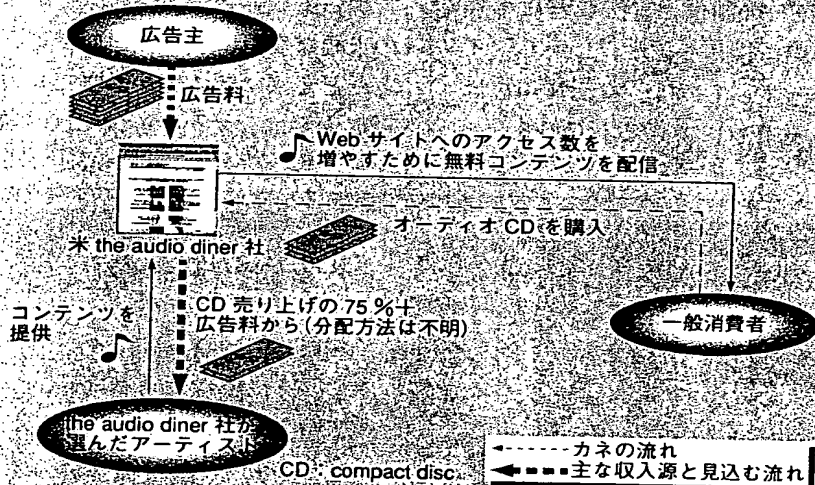 広告主
広告料
Webサイトへのアクセス数を
増やすために無料コンテンツを配信
オーディオCDを購入
米 the audio diner 社
コンテンツを
提供
CD売り上げの75%+
広告料から(分配方法は不明)
一般消費者
the audio diner 社が
選んだアーティスト
CD:compact disc
カネの流れ
主な収入源と見込む流れ